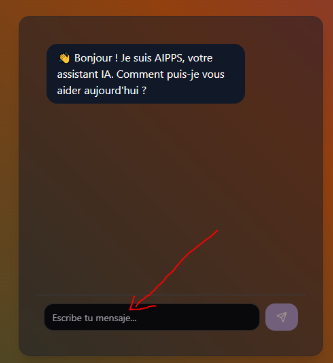 👋 Bonjour ! Je suis AIPPS, votre
assistant IA. Comment puis-je vous
aider aujourd'hui ?
Escribe tu mensaje...